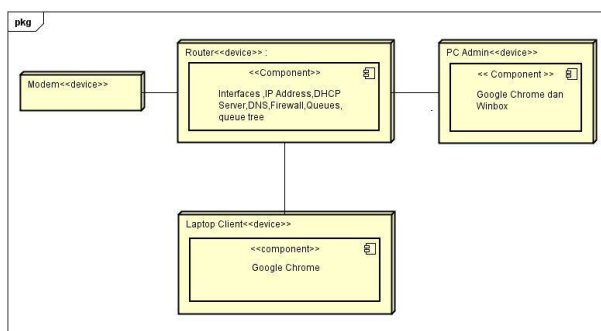 pkg
Router<<device>> :
<<Component>>
Interfaces ,IP Address,DHCP
Server,DNS,Firewall,Queues,
queue tree
Modem<<device>>
PC Admin<<device>>
<< Component >>
Google Chrome dan
Winbox
Laptop Client<<device>>
<<component>>
Google Chrome